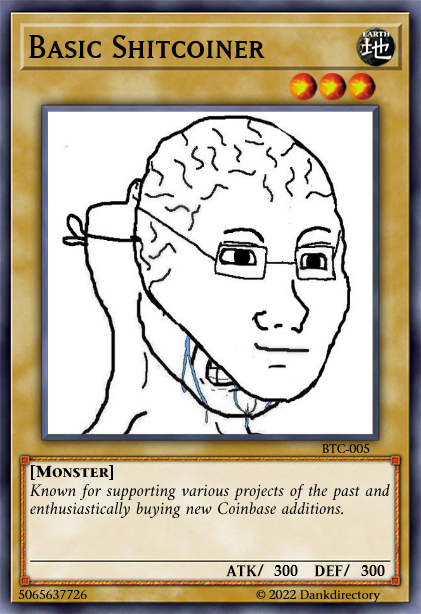 Basic Shitcoiner
EARTH
地
BTC-005
[Monster]
Known for supporting various projects of the past and
enthusiastically buying new Coinbase additions.
ATK/ 300 DEF/ 300
5065637726 © 2022 Dankdirectory